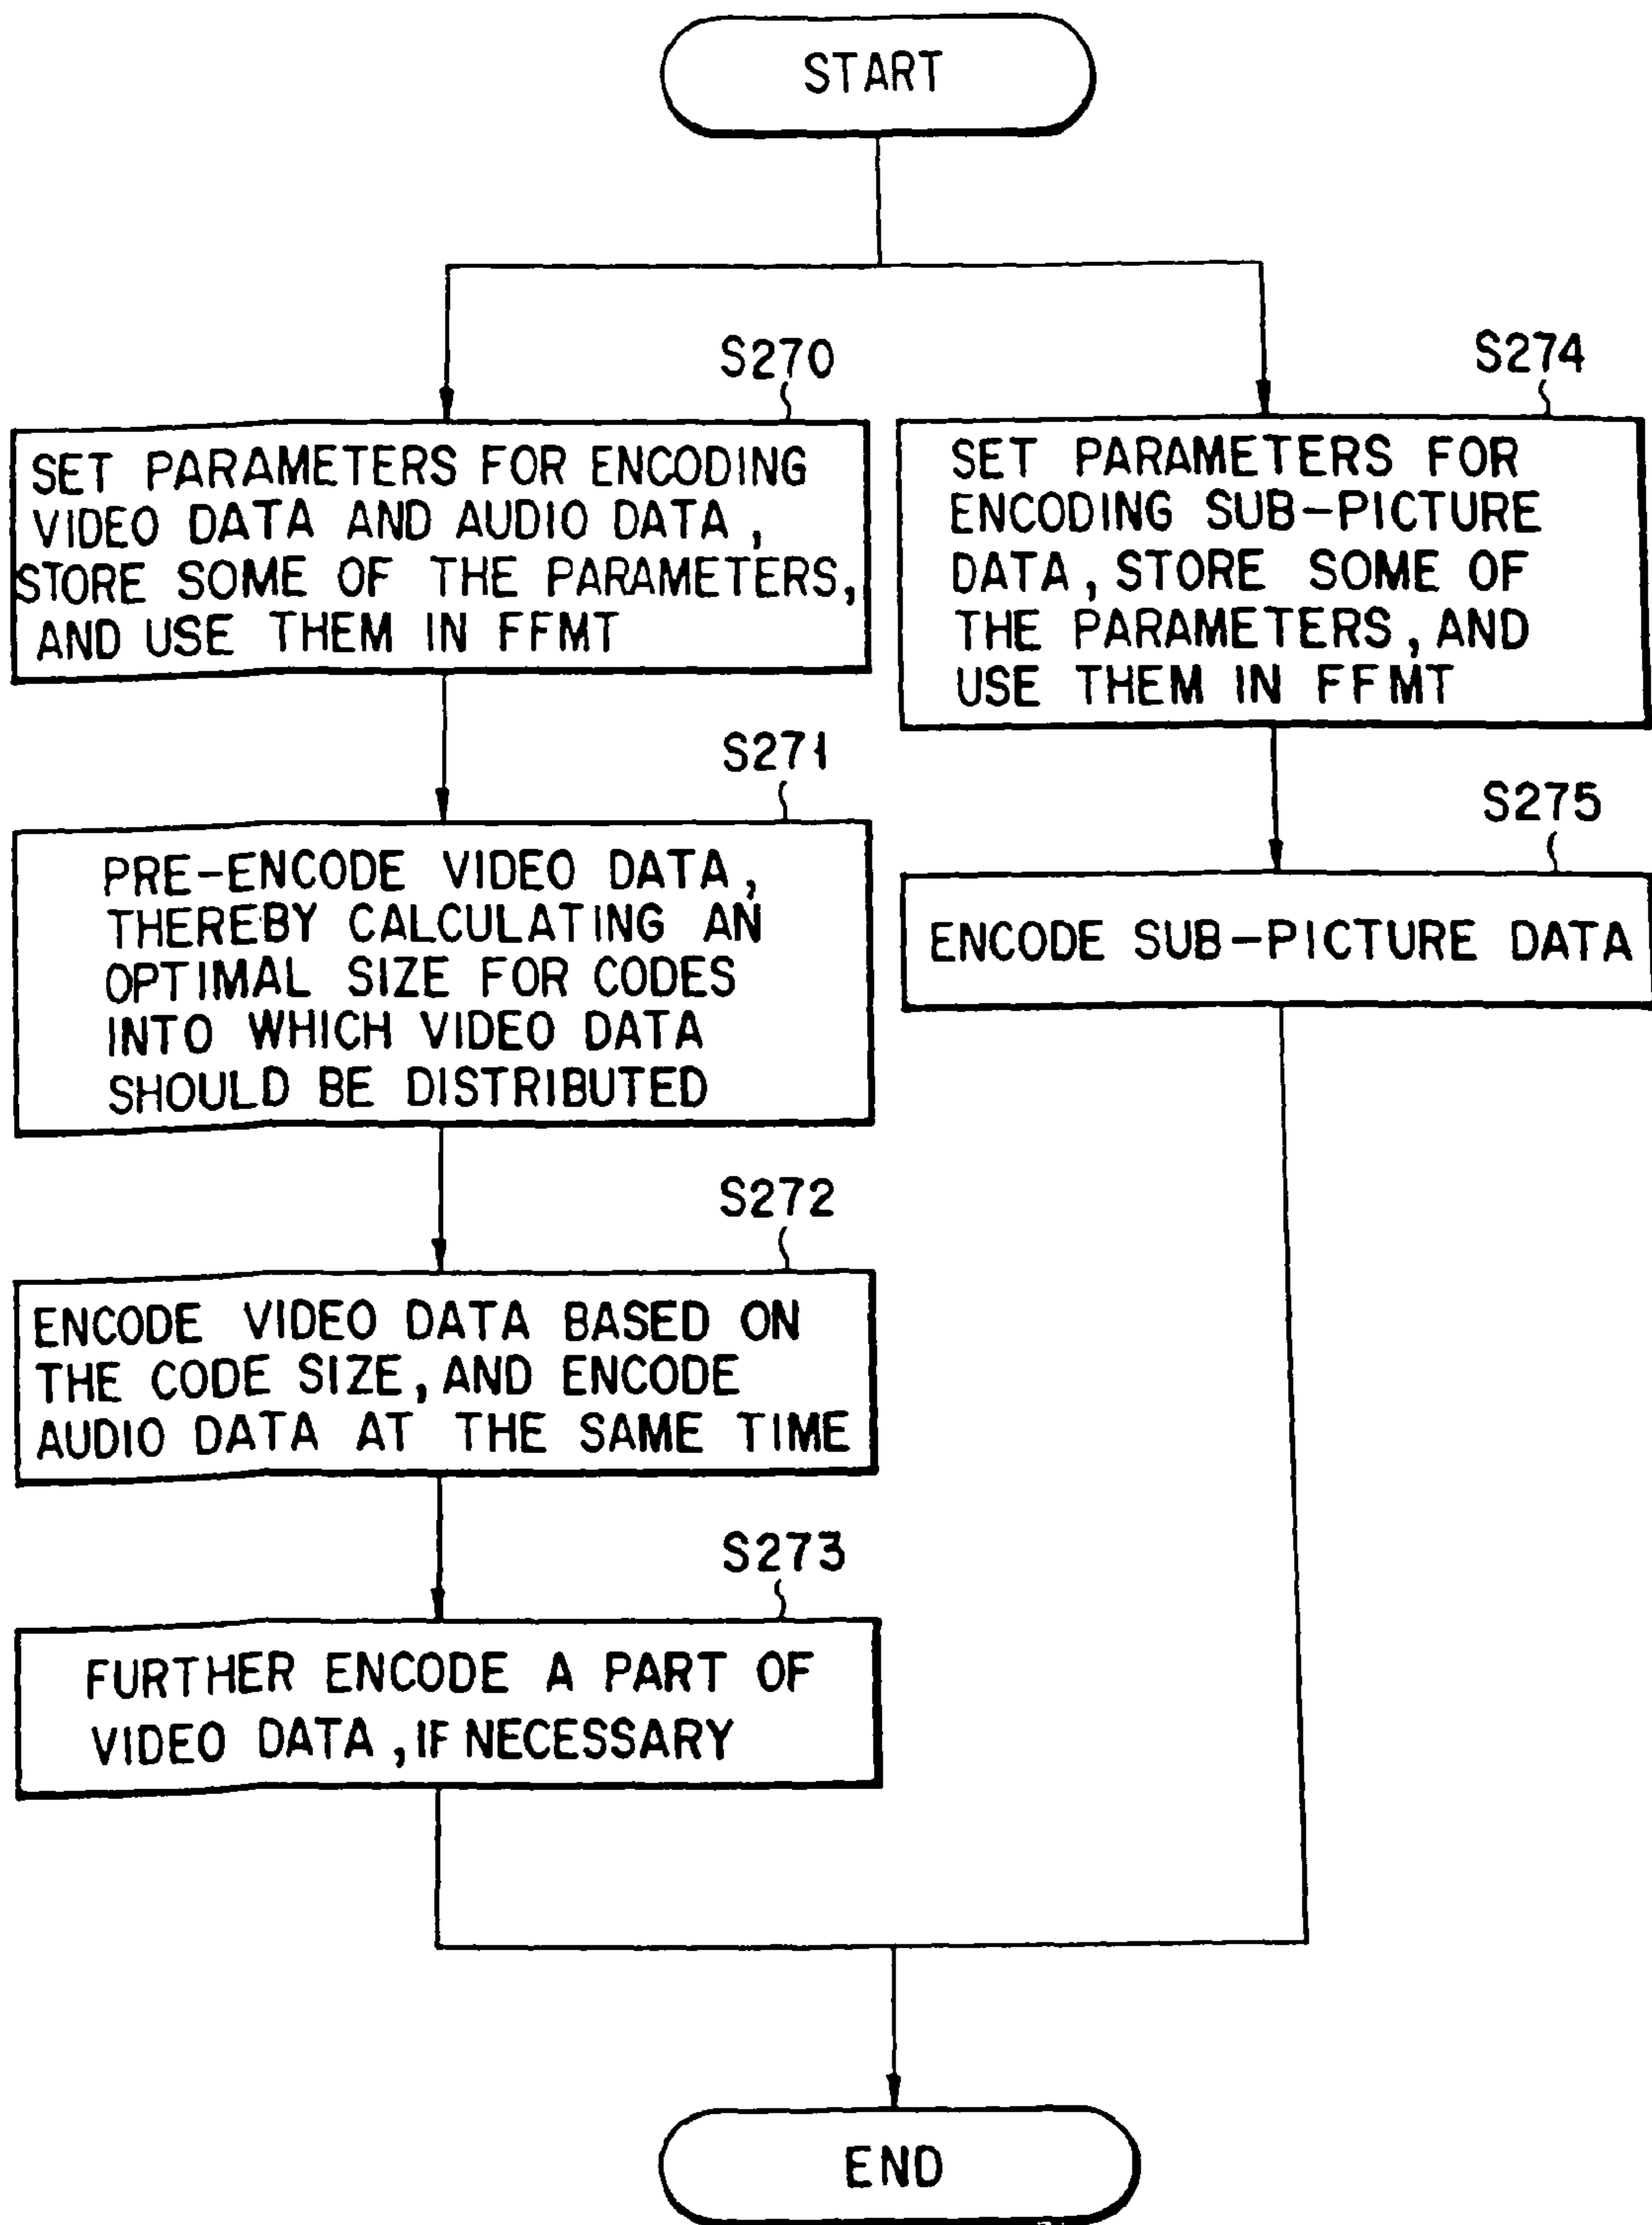 START
S270
SET PARAMETERS FOR ENCODING
VIDEO DATA AND AUDIO DATA,
STORE SOME OF THE PARAMETERS,
AND USE THEM IN FFMT
S271
PRE-ENCODE VIDEO DATA,
THEREBY CALCULATING AN
OPTIMAL SIZE FOR CODES
INTO WHICH VIDEO DATA
SHOULD BE DISTRIBUTED
S272
ENCODE VIDEO DATA BASED ON
THE CODE SIZE, AND ENCODE
AUDIO DATA AT THE SAME TIME
S273
FURTHER ENCODE A PART OF
VIDEO DATA, IF NECESSARY
S274
SET PARAMETERS FOR
ENCODING SUB-PICTURE
DATA, STORE SOME OF
THE PARAMETERS, AND
USE THEM IN FFMT
S275
ENCODE SUB-PICTURE DATA
END